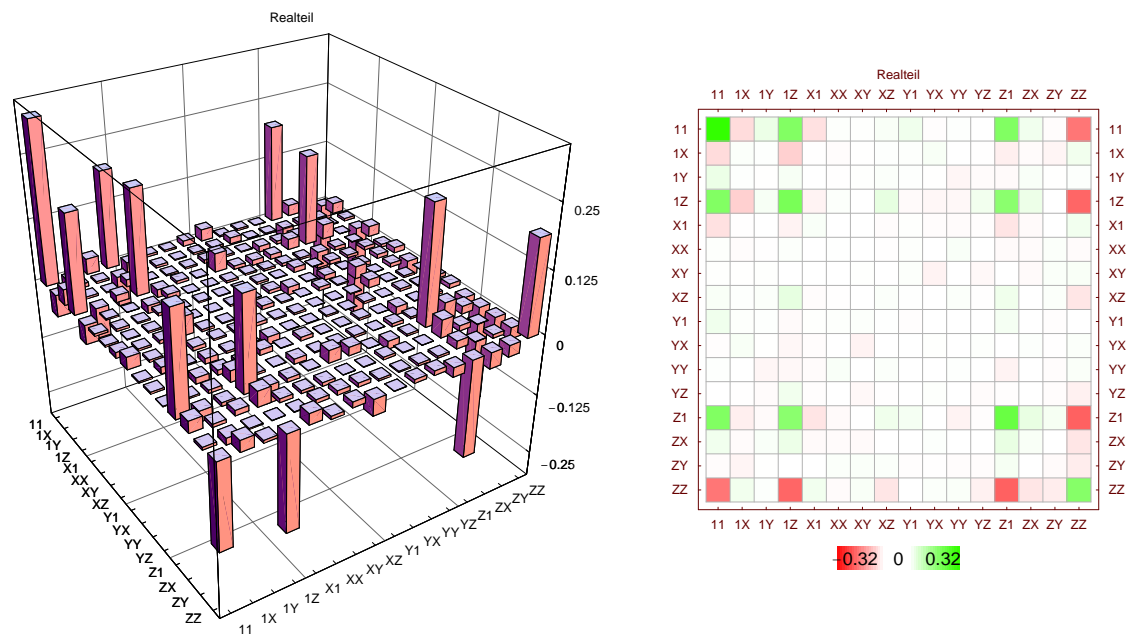 Realteil
0.25
0.125
0
−0.125
−0.25
11
1X
1Y
1Z
X1
XX
XY
XZ
Y1
YX
YY
YZ
Z1
ZX
ZY
ZZ
11 1X 1Y 1Z X1 XX XY XZ Y1 YX YY YZ Z1 ZX ZY ZZ
Realteil
11 1X 1Y 1Z X1 XX XY XZ Y1 YX YY YZ Z1 ZX ZY ZZ
11 11
1X 1X
1Y 1Y
1Z 1Z
X1 X1
XX XX
XY XY
XZ XZ
Y1 Y1
YX YX
YY YY
YZ YZ
Z1 Z1
ZX ZX
ZY ZY
ZZ ZZ
11 1X 1Y 1Z X1 XX XY XZ Y1 YX YY YZ Z1 ZX ZY ZZ
−0.32 0 0.32